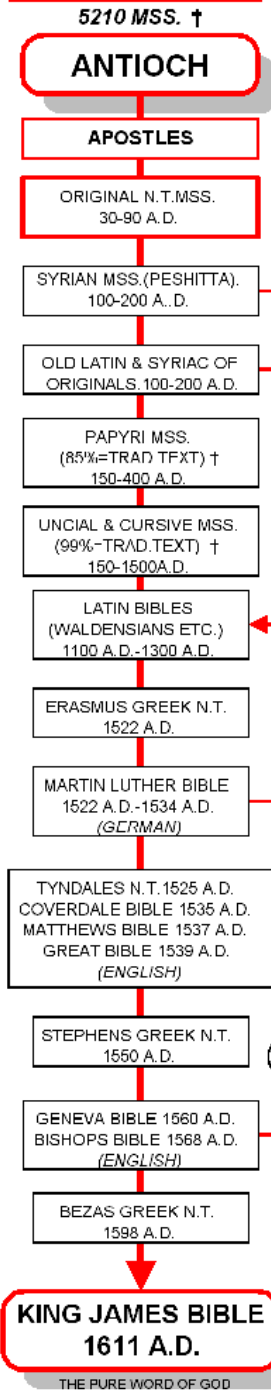 5210 MSS. †
ANTIOCH
APOSTLES
ORIGINAL N.T.MSS.
30-90 A.D.
SYRIAN MSS.(PESHITTA).
100-200 A..D.
OLD LATIN & SYRIAC OF
ORIGINALS.100-200 A.D.
PAPYRI MSS.
(85%=TRAD TEXT) †
150-400 A.D.
UNCIAL & CURSIVE MSS.
(99%=TRAD.TEXT) †
150-1500A.D.
LATIN BIBLES
(WALDENSIANS ETC.)
1100 A.D.-1300 A.D.
ERASMUS GREEK N.T.
1522 A.D.
MARTIN LUTHER BIBLE
1522 A.D.-1534 A.D.
(GERMAN)
TYNDALES N.T.1525 A.D.
COVERDALE BIBLE 1535 A.D.
MATTHEWS BIBLE 1537 A.D.
GREAT BIBLE 1539 A.D.
(ENGLISH)
STEPHENS GREEK N.T.
1550 A.D.
GENEVA BIBLE 1560 A.D.
BISHOPS BIBLE 1568 A.D.
(ENGLISH)
BEZAS GREEK N.T.
1598 A.D.
KING JAMES BIBLE
1611 A.D.
THE PURE WORD OF GOD